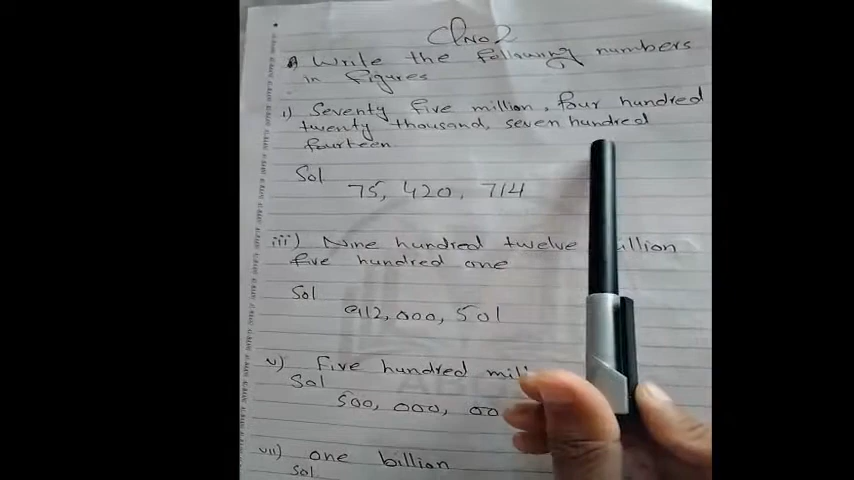 Q No 2
Write the following numbers
in figures
i) Seventy five million, four hundred
twenty thousand, seven hundred
fourteen
Sol
75, 420, 714
iii) Nine hundred twelve
five hundred one
Sol
912,000, 501
v) Five hundred
Sol
500, 000,
vii) one billion
Sol